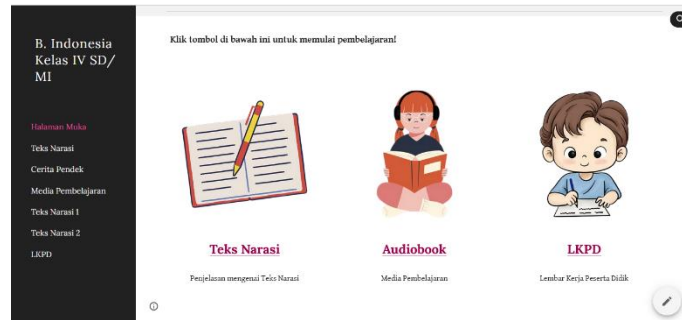 B. Indonesia
Kelas IV SD/
MI
Halaman Muka
Teks Narasi
Cerita Pendek
Media Pembelajaran
Teks Narasi 1
Teks Narasi 2
LKPD
Klik tombol di bawah ini untuk memulai pembelajaran!
Teks Narasi
Penjelasan mengenai Teks Narasi
Audiobook
Media Pembelajaran
LKPD
Lembar Kerja Peserta Didik